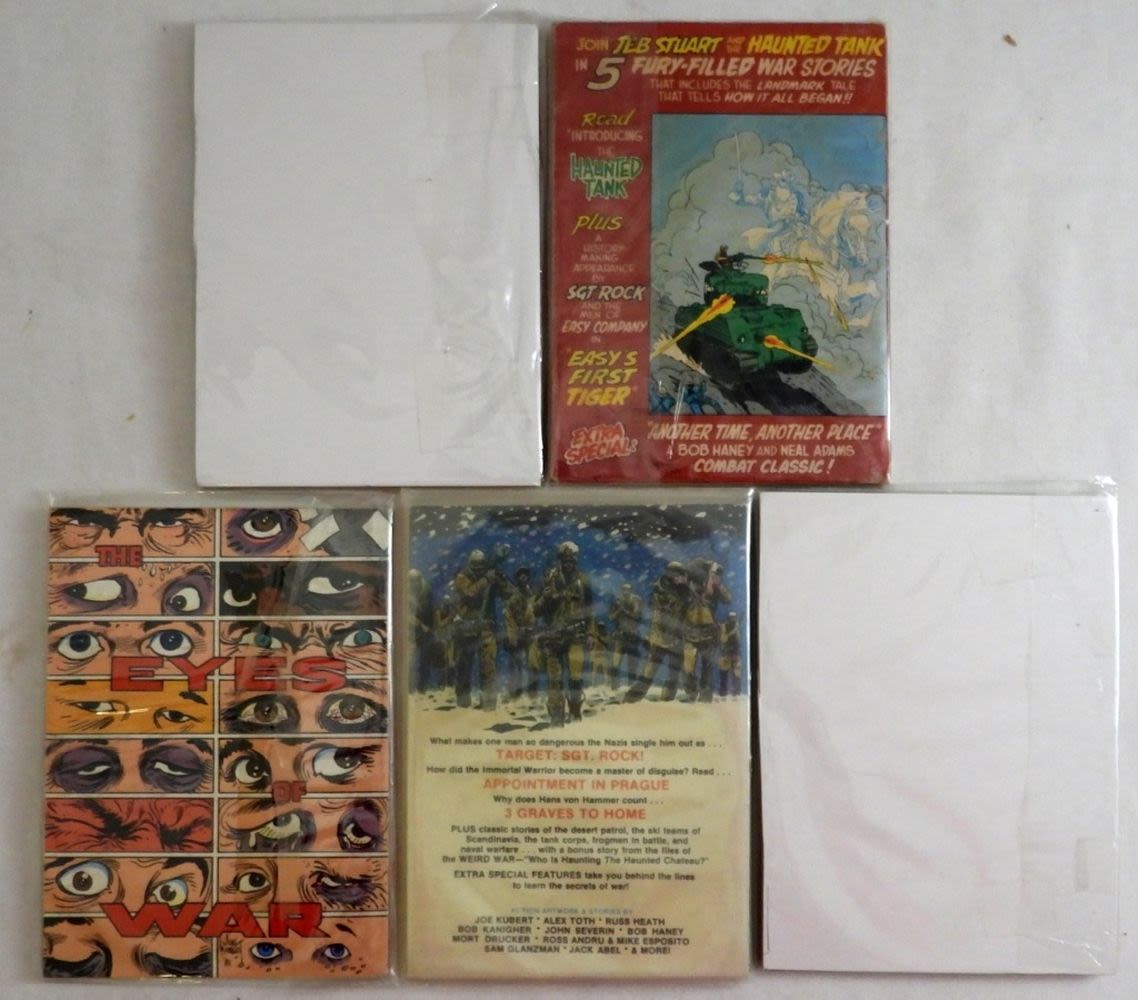 JOIN JEB STUART AND THE HAUNTED TANK
IN 5 FURY-FILLED WAR STORIES
THAT INCLUDES THE LANDMARK TALE
THAT TELLS HOW IT ALL BEGAN!!
Read
"INTRODUCING
THE
HAUNTED
TANK"
plus
A
HISTORY-
MAKING
APPEARANCE
BY
SGT ROCK
AND THE
MEN OF
EASY COMPANY
IN
"EASY'S
FIRST
TIGER"
EXTRA
SPECIAL:
"ANOTHER TIME, ANOTHER PLACE"
A BOB HANEY AND NEAL ADAMS
COMBAT CLASSIC!
THE
EYES
OF
WAR
What makes one man so dangerous the Nazis single him out as . . .
TARGET: SGT. ROCK!
How did the Immortal Warrior become a master of disguise? Read . . .
APPOINTMENT IN PRAGUE
Why does Hans von Hammer count . . .
3 GRAVES TO HOME
PLUS classic stories of the desert patrol, the ski teams of
Scandinavia, the tank corps, frogmen in battle, and
naval warfare . . . with a bonus story from the files of
the WEIRD WAR—"Who Is Haunting The Haunted Chateau?"
EXTRA SPECIAL FEATURES take you behind the lines
to learn the secrets of war!
ACTION ARTWORK & STORIES BY
JOE KUBERT * ALEX TOTH * RUSS HEATH
BOB KANIGHER * JOHN SEVERIN * BOB HANEY
MORT DRUCKER * ROSS ANDRU & MIKE ESPOSITO
SAM GLANZMAN * JACK ABEL * & MORE!